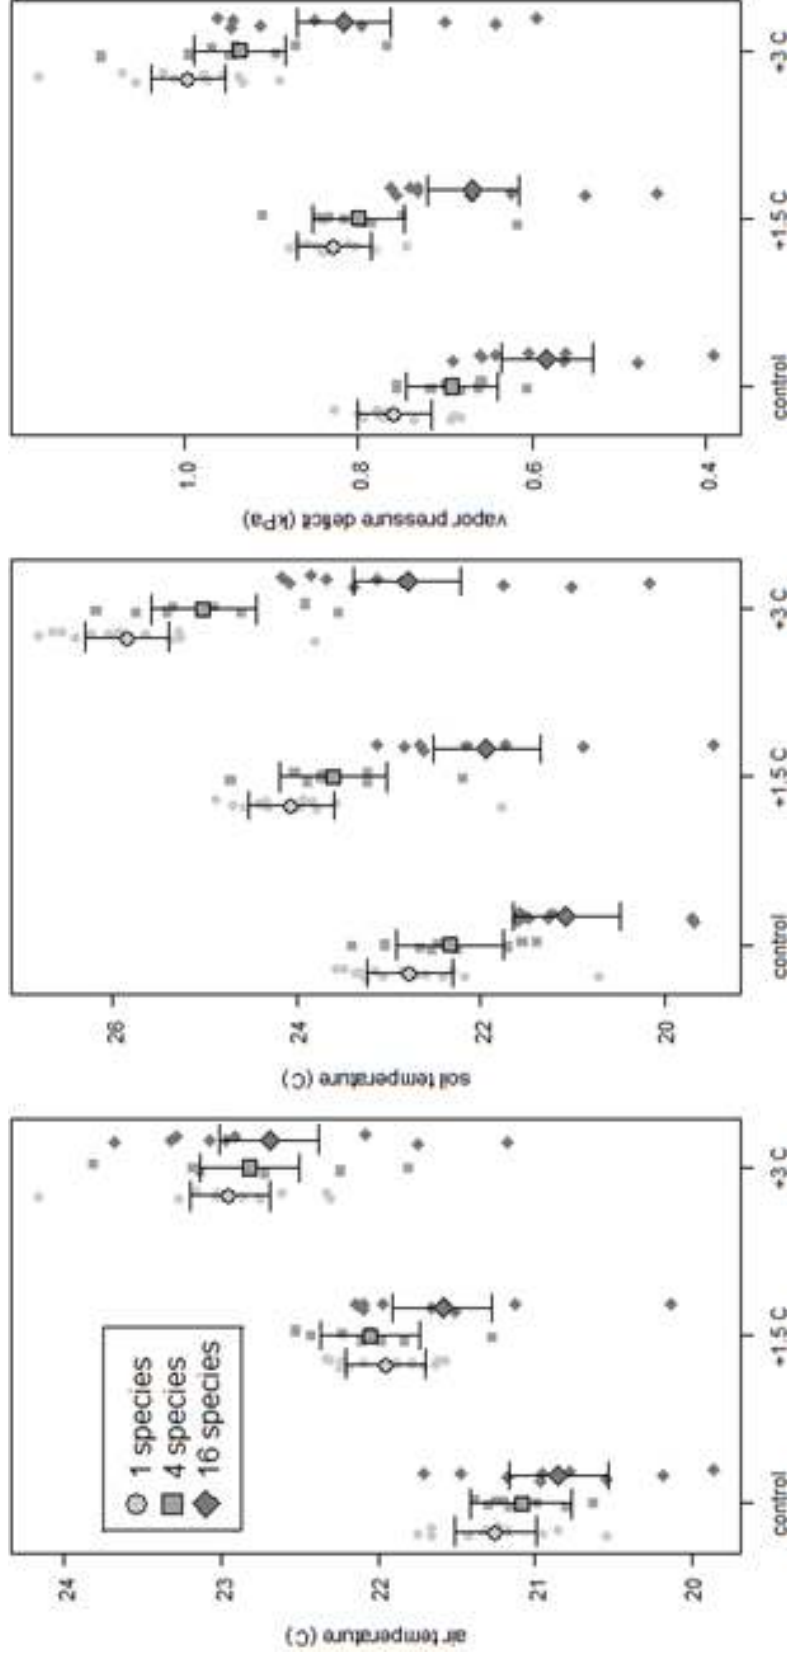 air temperature (C)
24
23
22
21
20
1 species
4 species
16 species
control
+1.5 C
+3 C
soil temperature (C)
26
24
22
20
control
+1.5 C
+3 C
vapor pressure deficit (kPa)
1.0
0.8
0.6
0.4
control
+1.5 C
+3 C